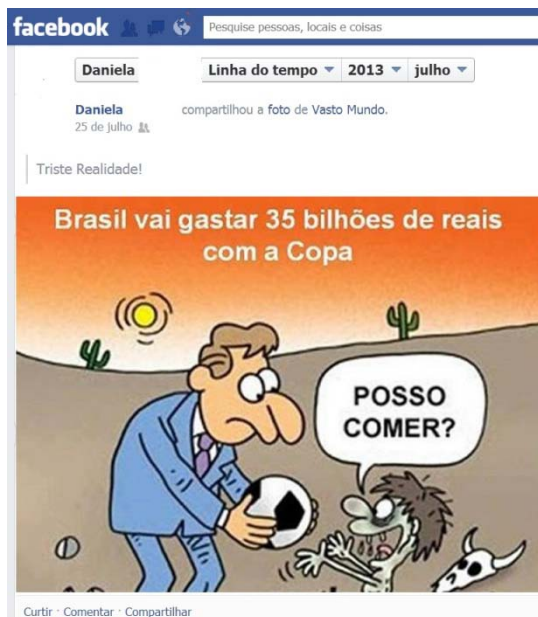 facebook Pesquise pessoas, locais e coisas
Daniela Linha do tempo 2013 julho
Daniela compartilhou a foto de Vasto Mundo.
25 de julho
Triste Realidade!
Brasil vai gastar 35 bilhões de reais
com a Copa
POSSO
COMER?
Curtir · Comentar · Compartilhar